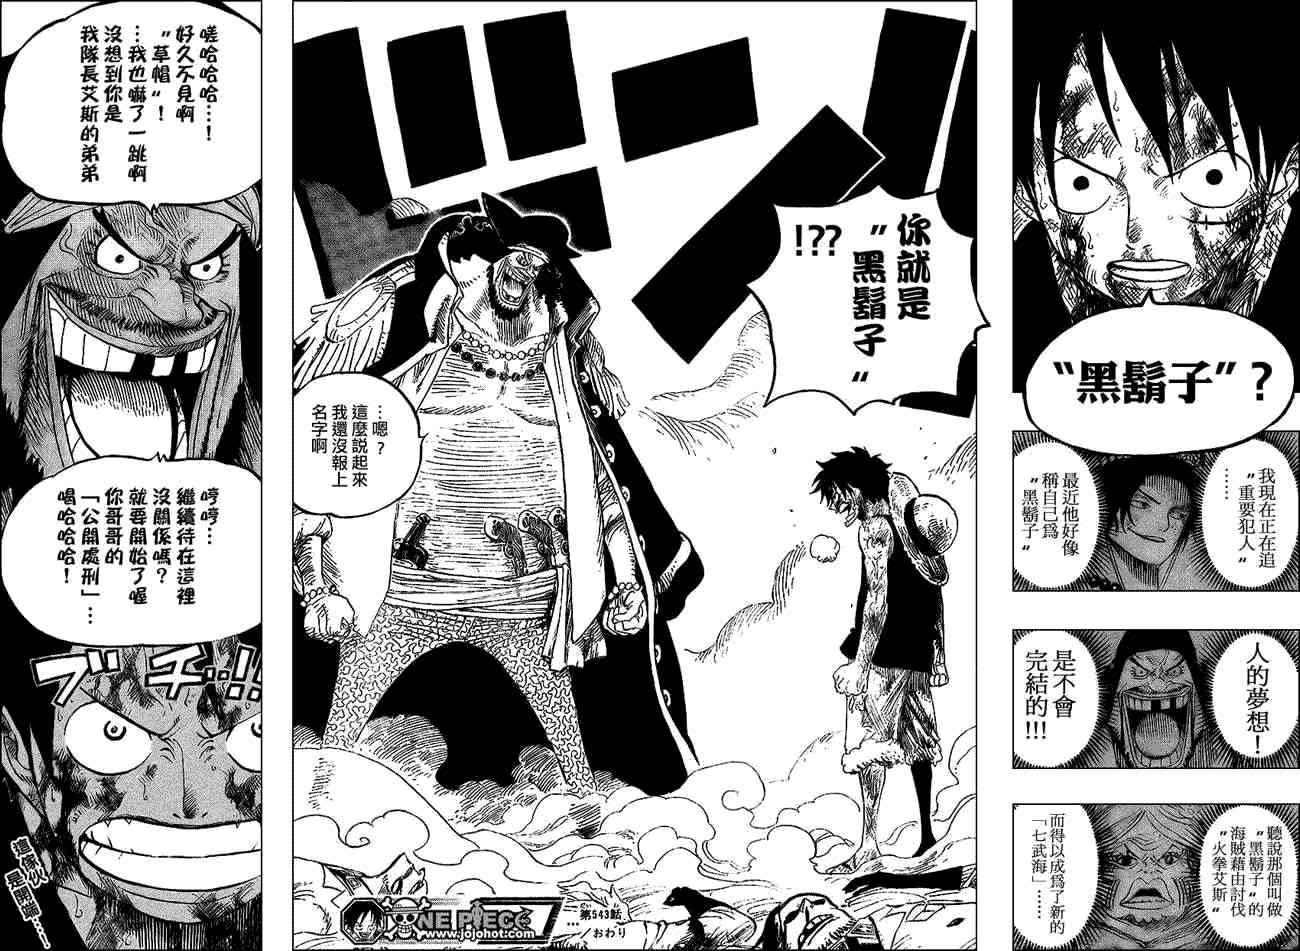 “黑鬍子”？
我現在正在追
“重要犯人”
……
最近他好像
稱自己為
“黑鬍子”
人的夢想！
是不會
完結的!!!
聽說那個叫做
“黑鬍子”的
海賊藉由討伐
“火拳艾斯”
而得以成為了新的
「七武海」……
你就是
“黑鬍子”
!??
ドン
…嗯？
這麼說起來
我還沒報上
名字啊
第543話
…／おわり
ONE PIECE
www.jojohot.com
嗟哈哈哈…！
好久不見啊
“草帽”！
…我也嚇了一跳啊
沒想到你是
我隊長艾斯的弟弟
哼哼…
繼續待在這裡
沒關係嗎？
就要開始了喔
你哥哥的
「公開處刑」…
喝哈哈哈！
ブチ…!!
這傢伙
是開端…